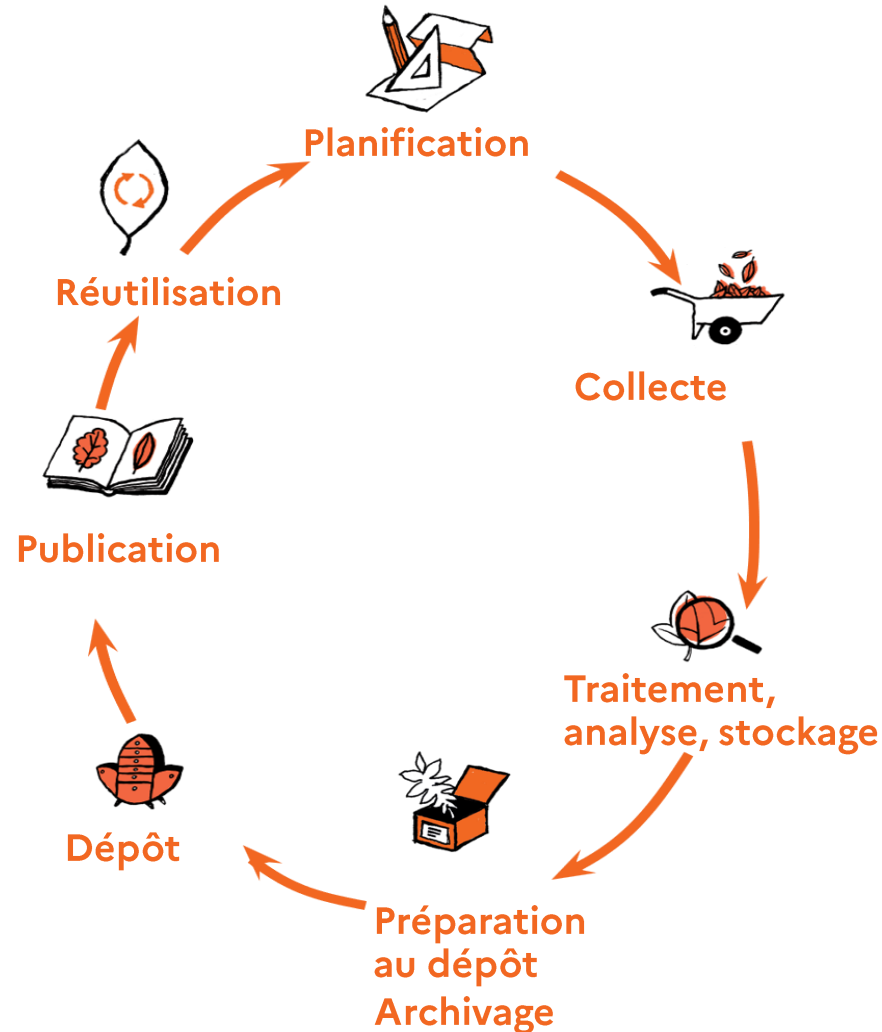 Planification
Collecte
Traitement,
analyse, stockage
Préparation
au dépôt
Archivage
Dépôt
Publication
Réutilisation